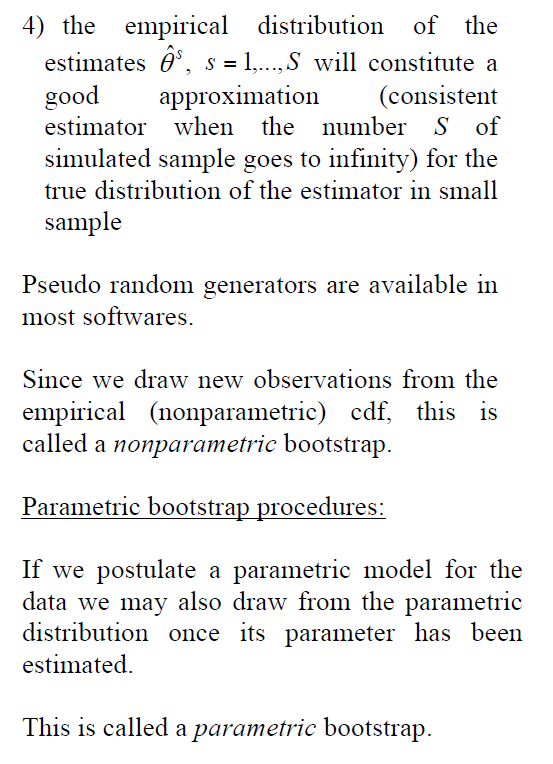 4) the empirical distribution of the
estimates θ̂ˢ, s = 1,...,S will constitute a
good approximation (consistent
estimator when the number S of
simulated sample goes to infinity) for the
true distribution of the estimator in small
sample
Pseudo random generators are available in
most softwares.
Since we draw new observations from the
empirical (nonparametric) cdf, this is
called a nonparametric bootstrap.
Parametric bootstrap procedures:
If we postulate a parametric model for the
data we may also draw from the parametric
distribution once its parameter has been
estimated.
This is called a parametric bootstrap.